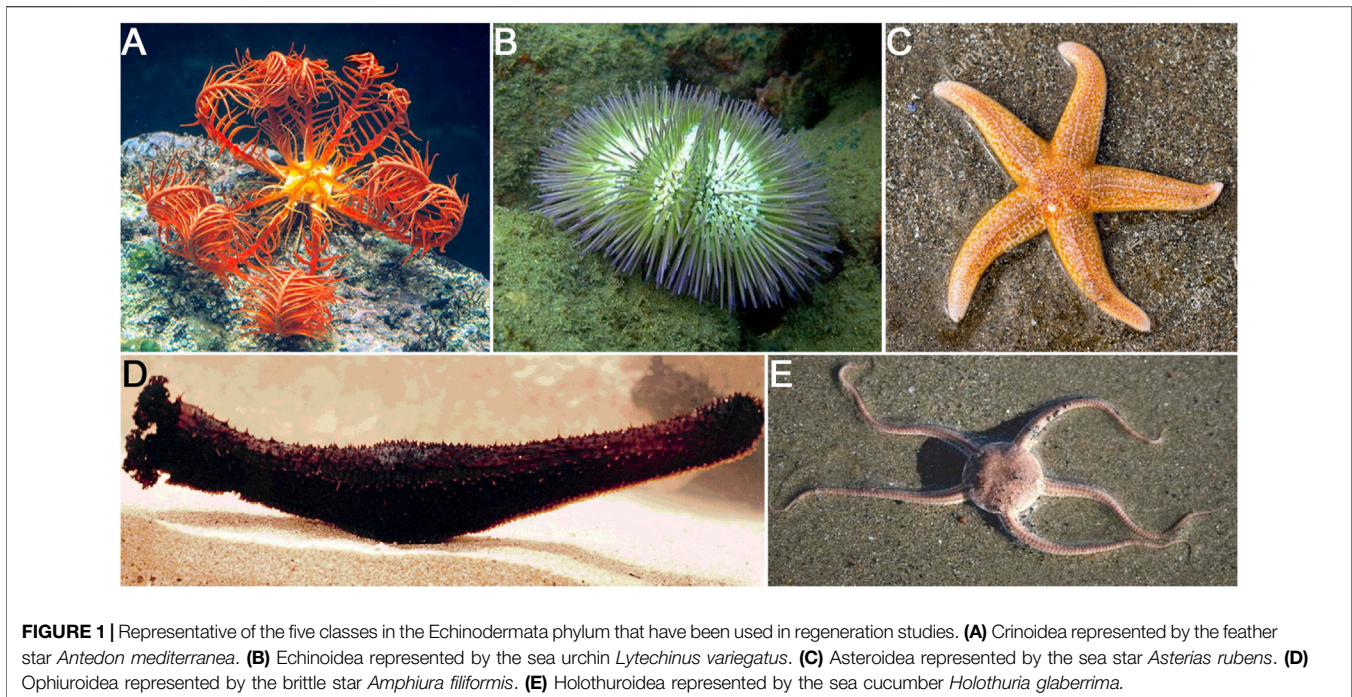 A
B
C
D
E
FIGURE 1 | Representative of the five classes in the Echinodermata phylum that have been used in regeneration studies. (A) Crinoidea represented by the feather
star Antedon mediterranea. (B) Echinoidea represented by the sea urchin Lytechinus variegatus. (C) Asteroidea represented by the sea star Asterias rubens. (D)
Ophiuroidea represented by the brittle star Amphiura filiformis. (E) Holothuroidea represented by the sea cucumber Holothuria glaberrima.